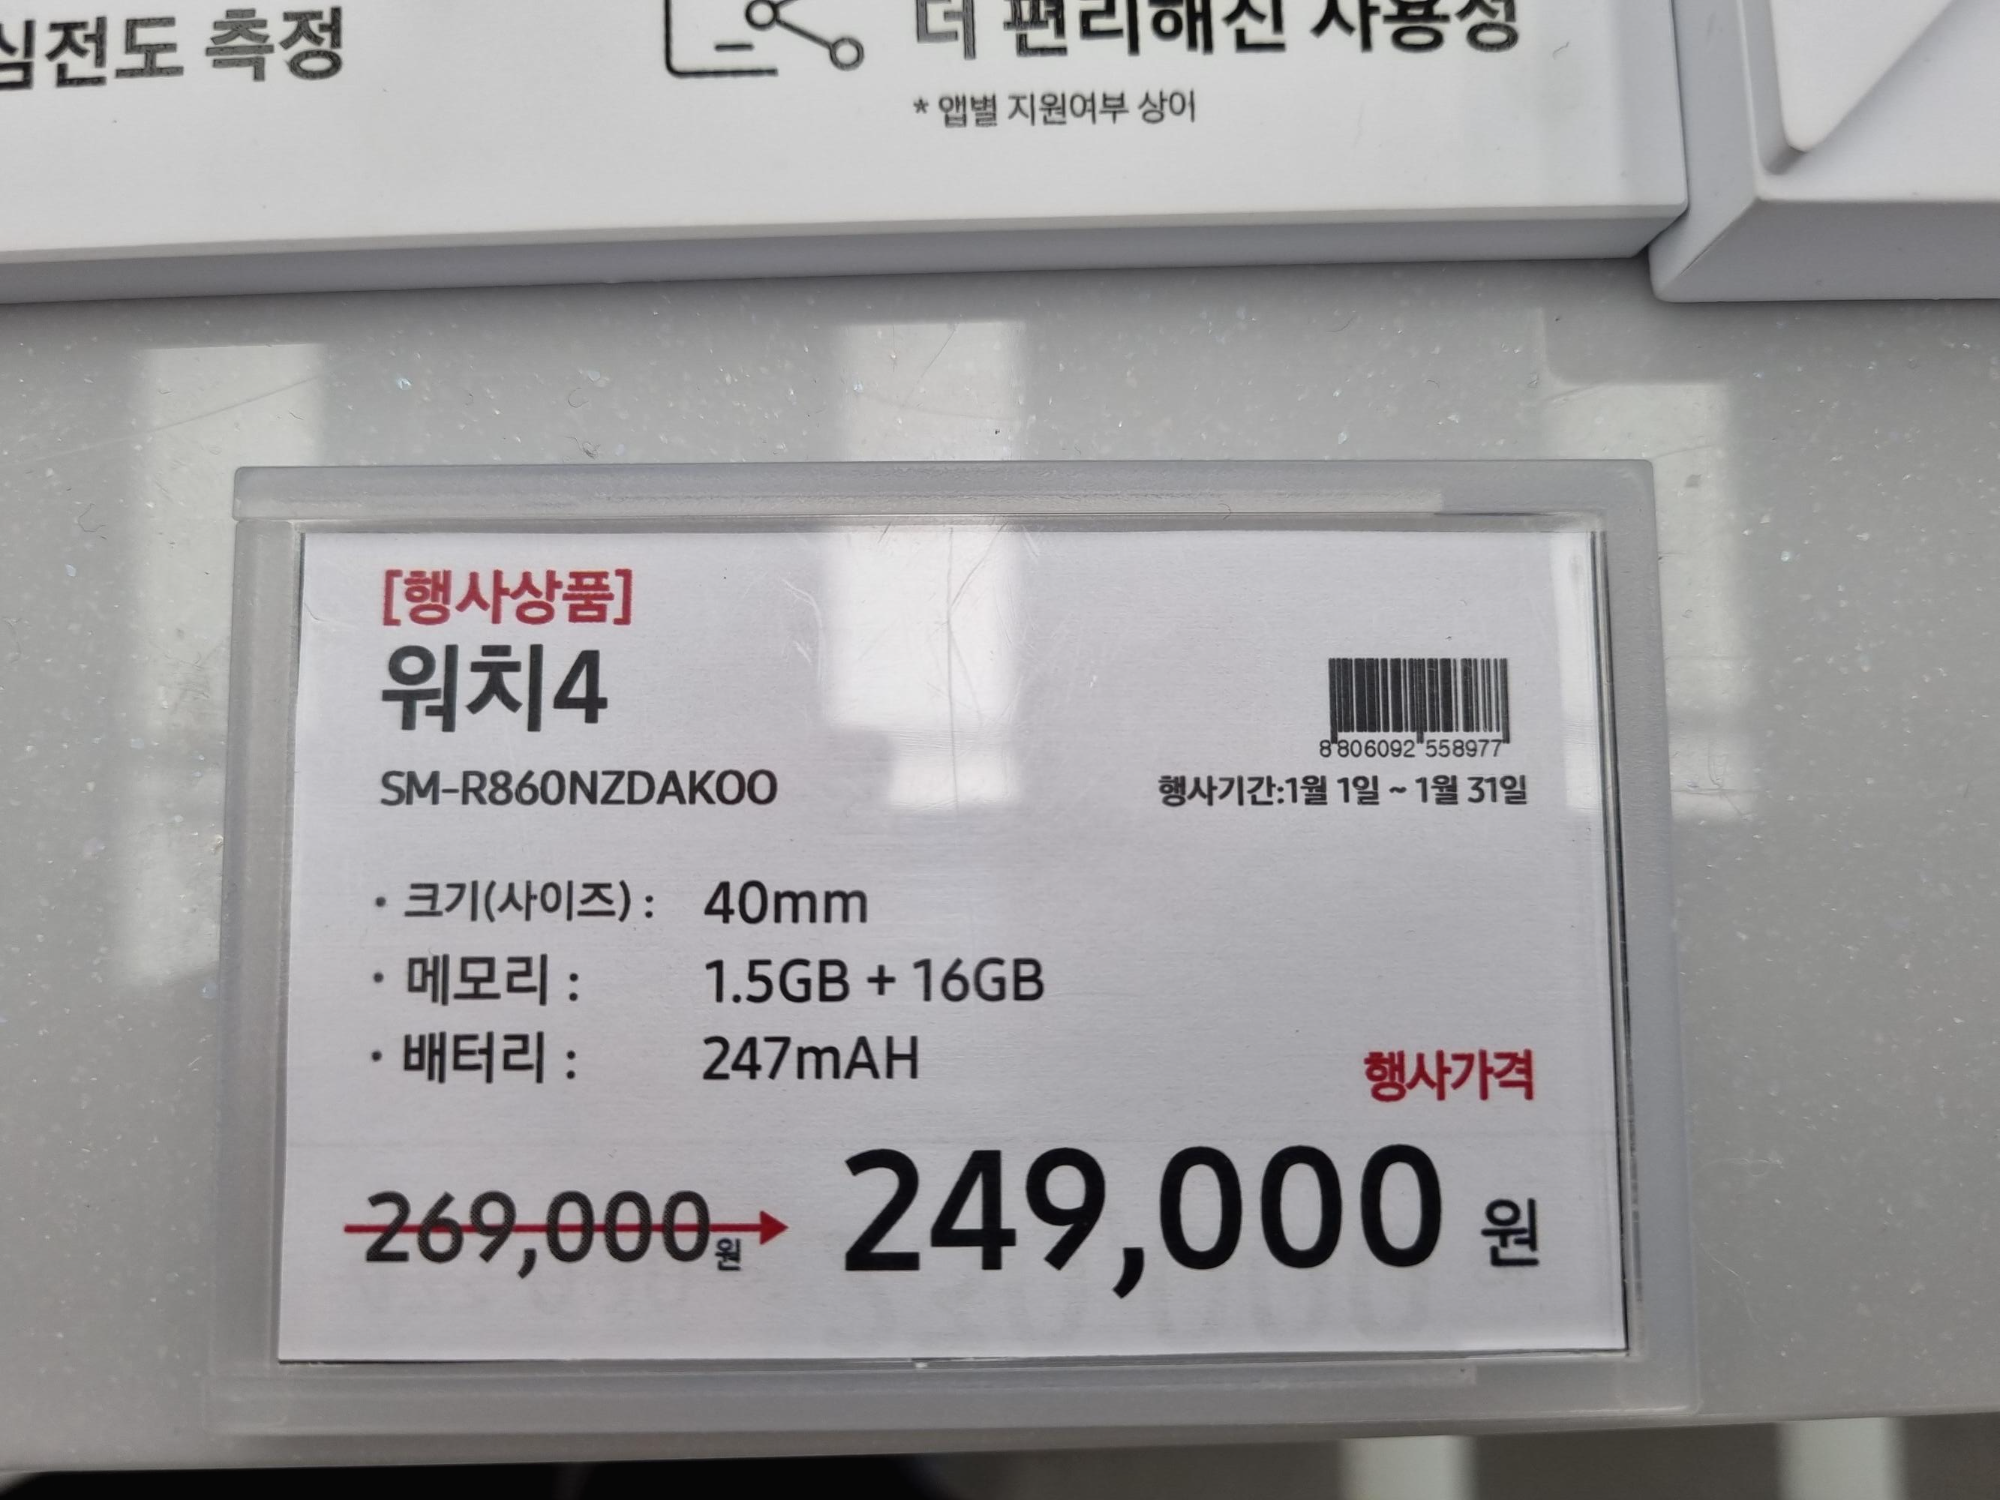 심전도 측정
더 편리해진 사용성
* 앱별 지원여부 상이
[행사상품]
워치4
8 806092 558977
SM-R860NZDAKOO
행사기간:1월 1일 ~ 1월 31일
· 크기(사이즈) : 40mm
· 메모리 : 1.5GB + 16GB
· 배터리 : 247mAH
행사가격
269,000원
249,000 원